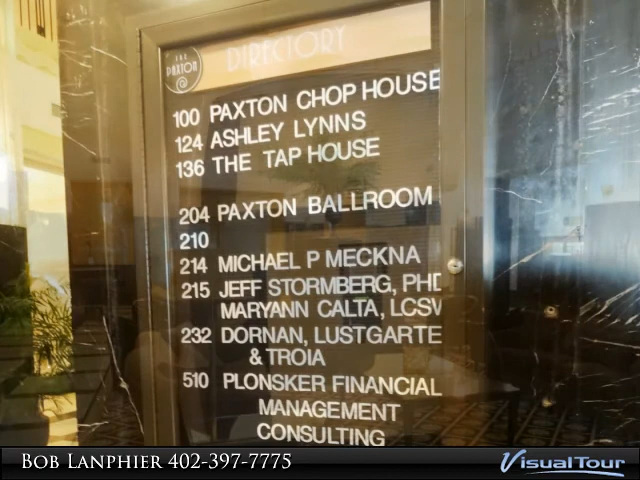 THE
PAXTON
@
DIRECTORY
100 PAXTON CHOP HOUSE
124 ASHLEY LYNNS
136 THE TAP HOUSE
204 PAXTON BALLROOM
210
214 MICHAEL P MECKNA
215 JEFF STORMBERG, PHD
MARYANN CALTA, LCSW
232 DORNAN, LUSTGARTE
& TROIA
510 PLONSKER FINANCIAL
MANAGEMENT
CONSULTING
BOB LANPHIER 402-397-7775
VISUALTOUR